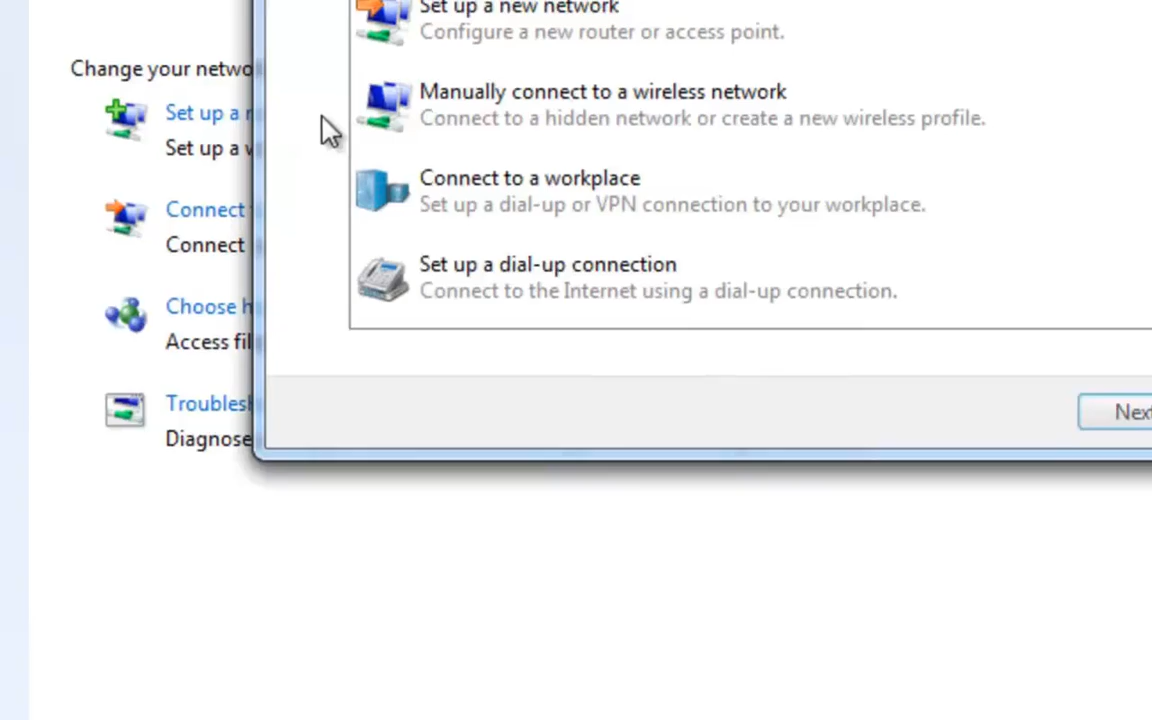 Set up a new network
Configure a new router or access point.
Change your netwo
Manually connect to a wireless network
Set up a
Connect to a hidden network or create a new wireless profile.
Set up a
Connect to a workplace
Connect
Set up a dial-up or VPN connection to your workplace.
Connect
Set up a dial-up connection
Connect to the Internet using a dial-up connection.
Choose
Access fil
Troubles
Next
Diagnose